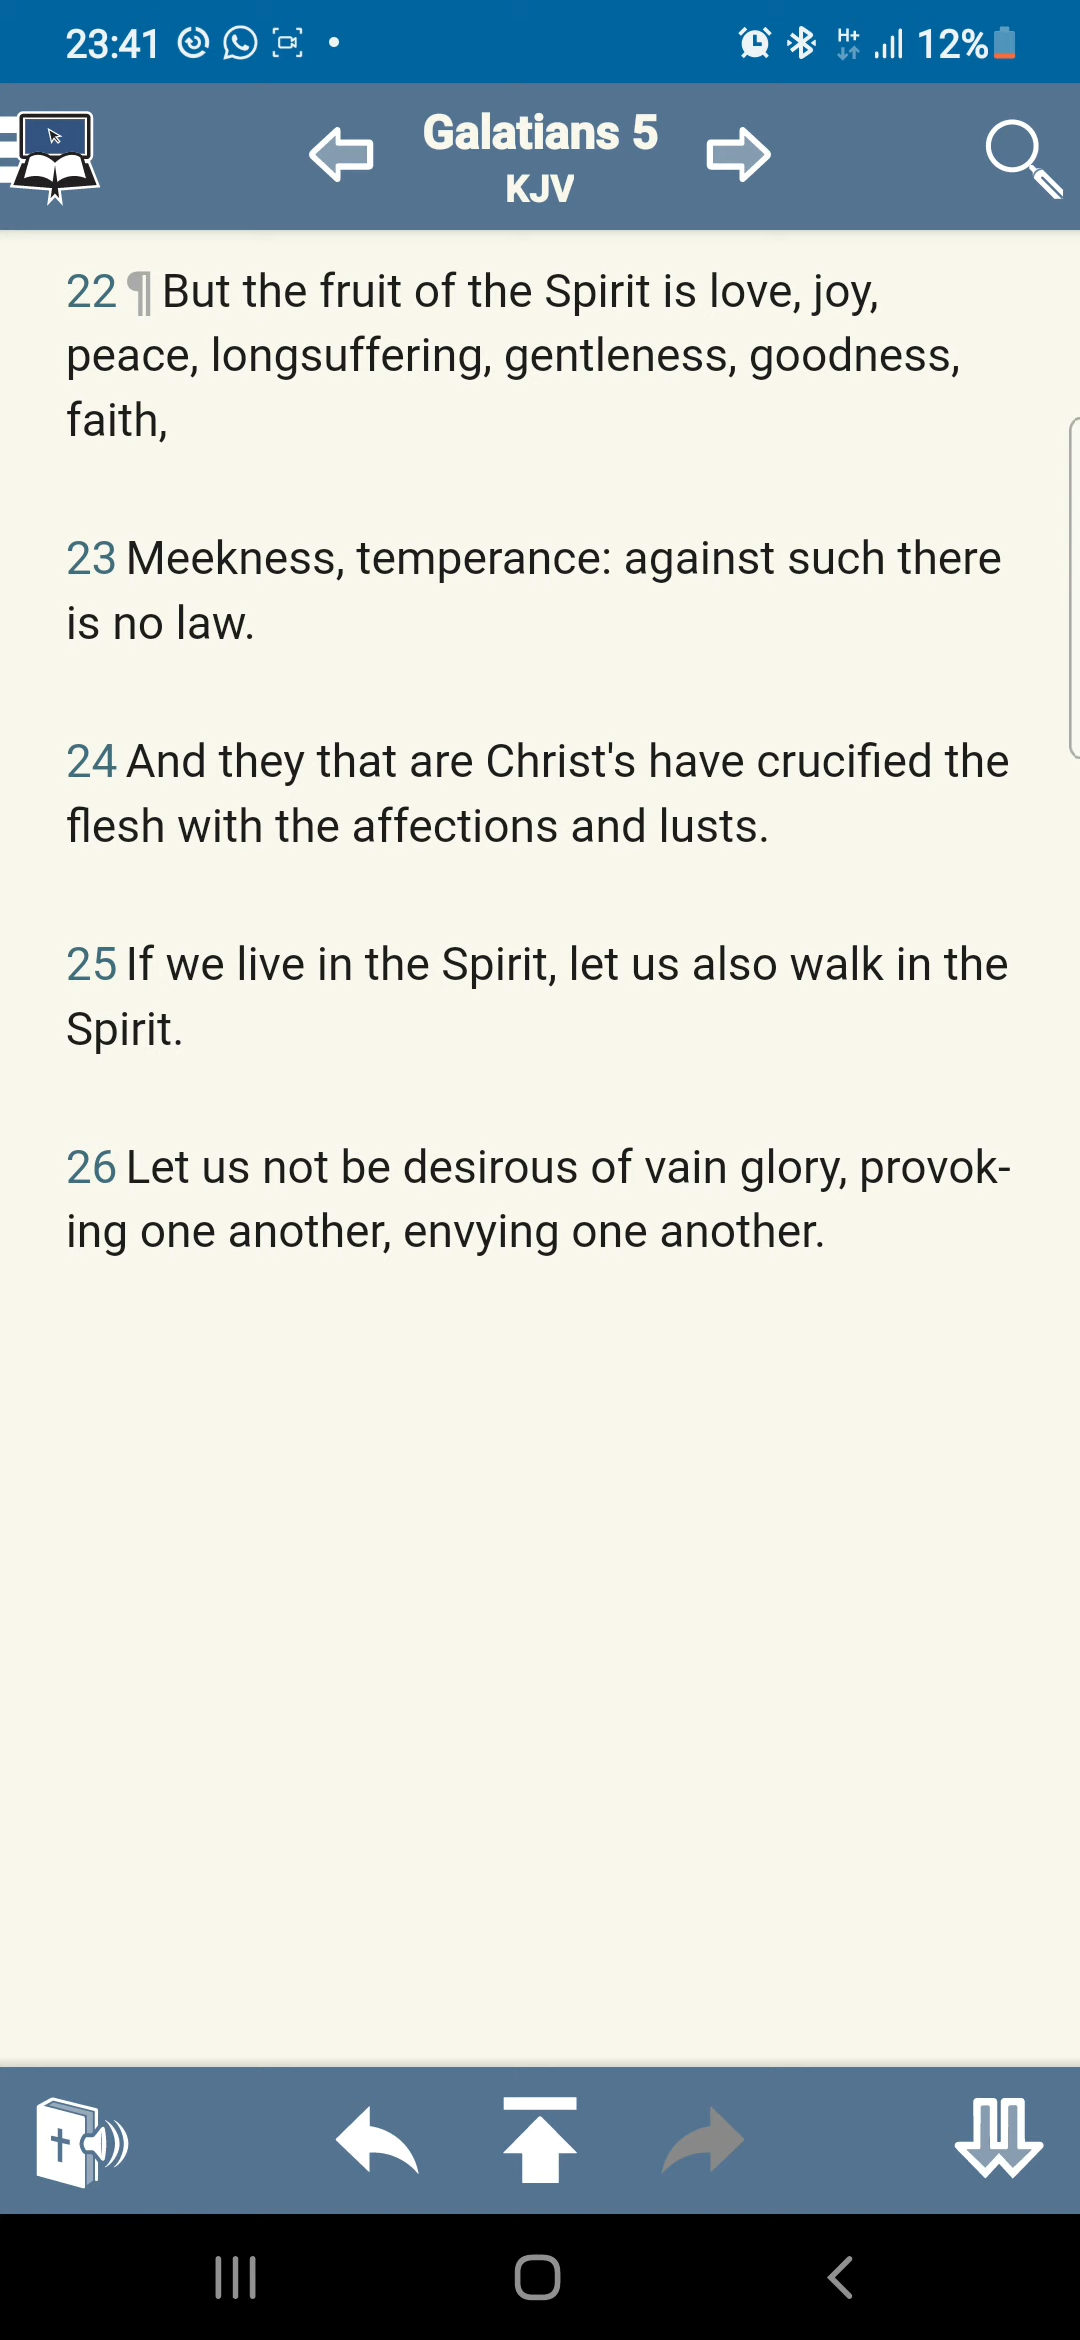 23:41 H+ 12%
Galatians 5
KJV
22 ¶ But the fruit of the Spirit is love, joy,
peace, longsuffering, gentleness, goodness,
faith,
23 Meekness, temperance: against such there
is no law.
24 And they that are Christ's have crucified the
flesh with the affections and lusts.
25 If we live in the Spirit, let us also walk in the
Spirit.
26 Let us not be desirous of vain glory, provok-
ing one another, envying one another.